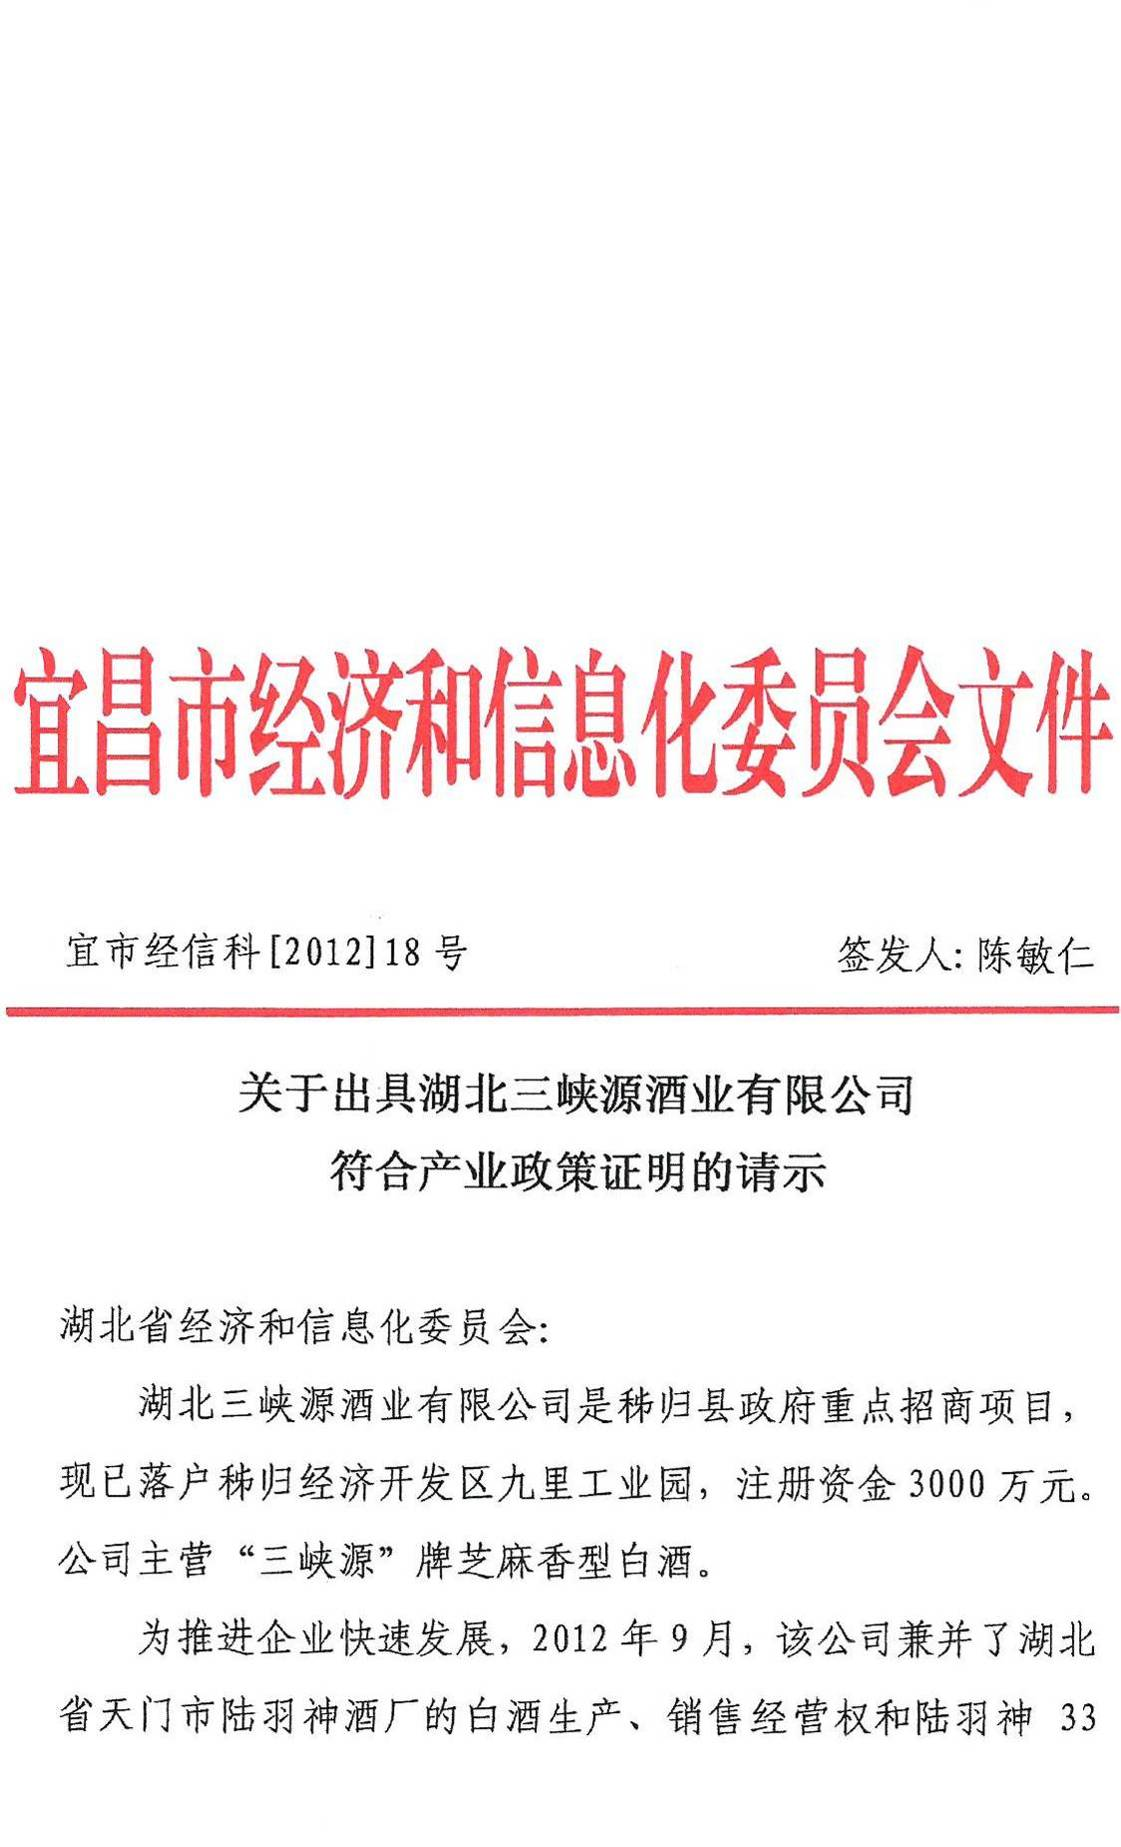 宜昌市经济和信息化委员会文件
宜市经信科[2012]18号 签发人:陈敏仁
关于出具湖北三峡源酒业有限公司
符合产业政策证明的请示
湖北省经济和信息化委员会:
湖北三峡源酒业有限公司是秭归县政府重点招商项目,
现已落户秭归经济开发区九里工业园,注册资金3000万元。
公司主营“三峡源”牌芝麻香型白酒。
为推进企业快速发展,2012年9月,该公司兼并了湖北
省天门市陆羽神酒厂的白酒生产、销售经营权和陆羽神 33